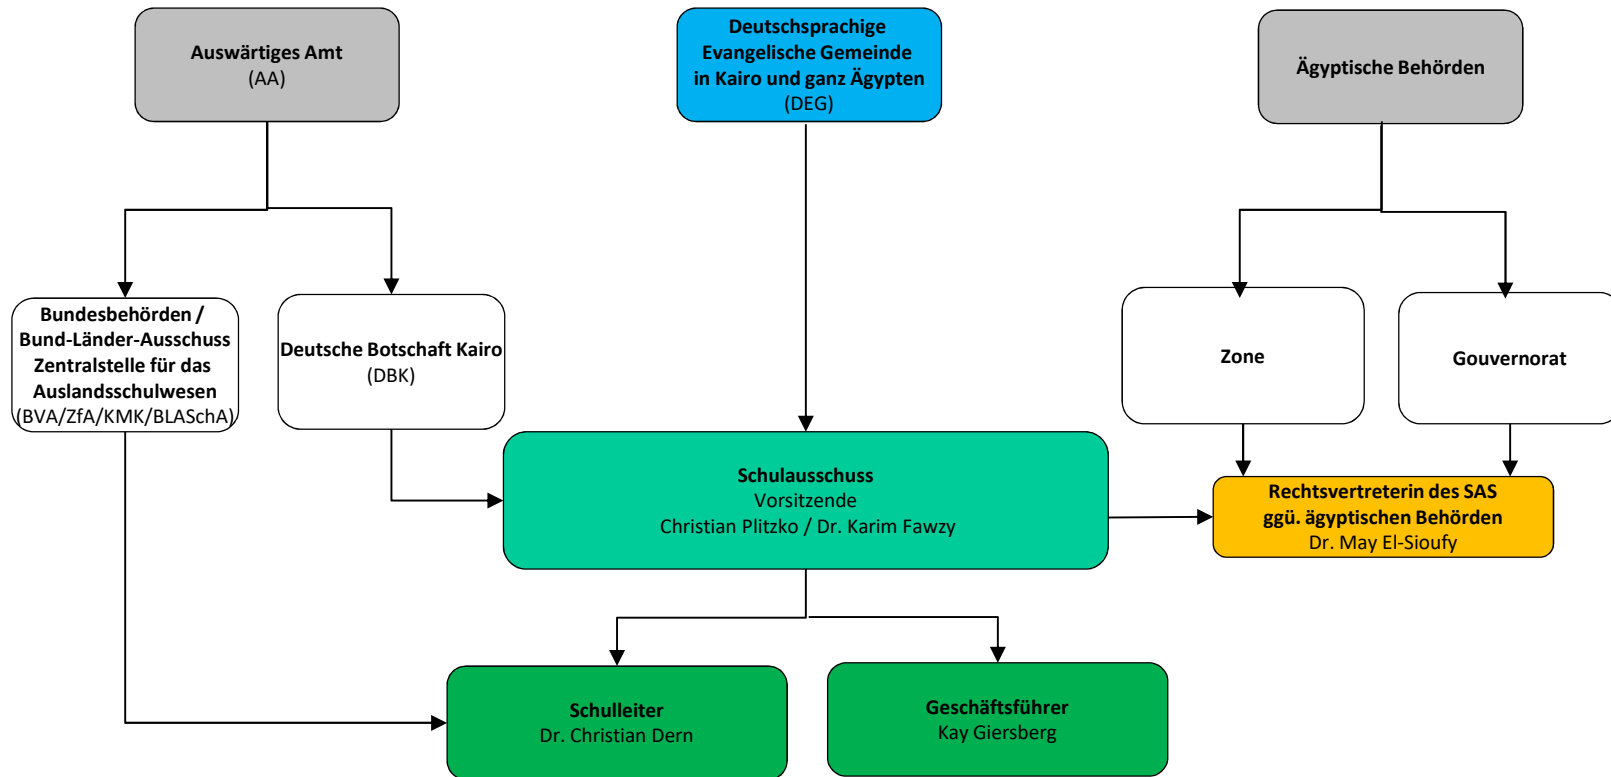 Auswärtiges Amt
(AA)
Deutschsprachige
Evangelische Gemeinde
in Kairo und ganz Ägypten
(DEG)
Ägyptische Behörden
Bundesbehörden /
Bund-Länder-Ausschuss
Zentralstelle für das
Auslandsschulwesen
(BVA/ZfA/KMK/BLASchA)
Deutsche Botschaft Kairo
(DBK)
Zone
Gouvernorat
Schulausschuss
Vorsitzende
Christian Plitzko / Dr. Karim Fawzy
Rechtsvertreterin des SAS
ggü. ägyptischen Behörden
Dr. May El-Sioufy
Schulleiter
Dr. Christian Dern
Geschäftsführer
Kay Giersberg